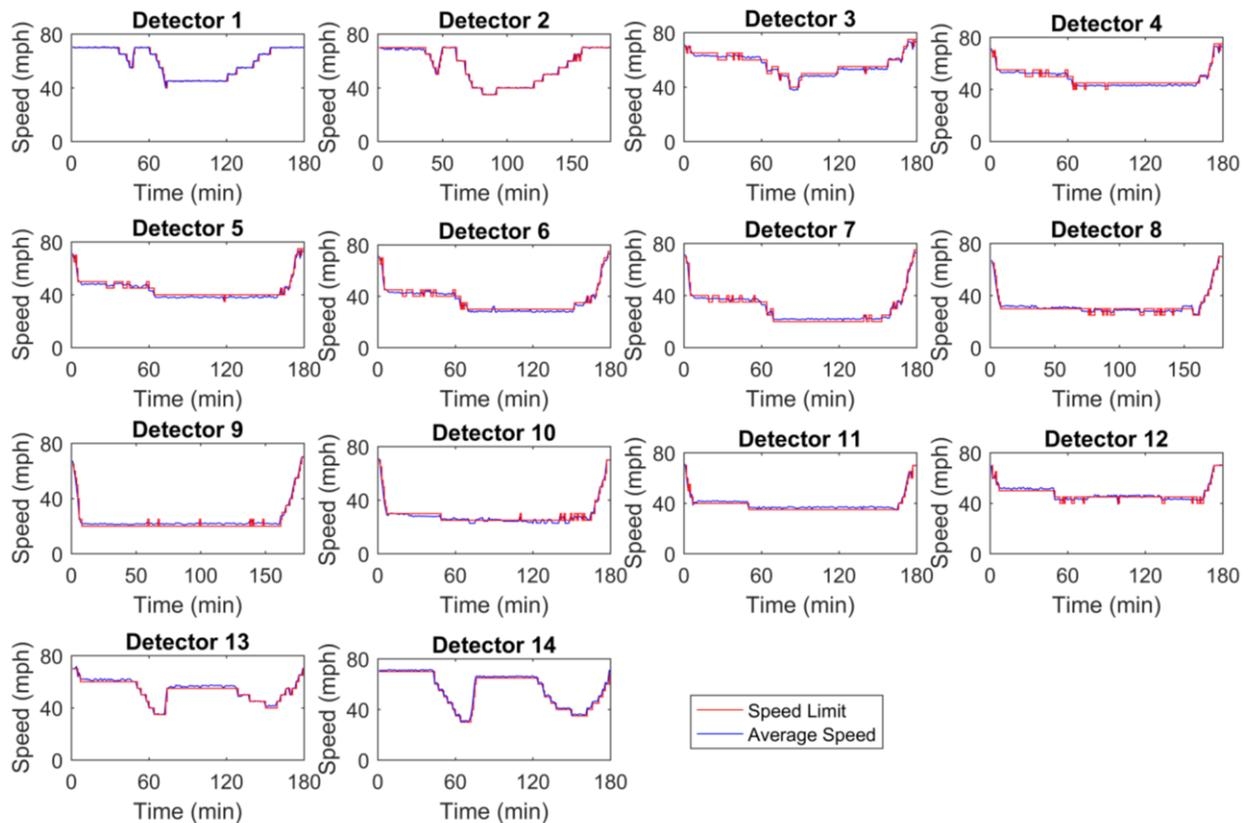 Detector 1
Speed (mph)
80
40
0
0 60 120 180
Time (min)
Detector 2
Speed (mph)
80
40
0
0 50 100 150
Time (min)
Detector 3
Speed (mph)
80
40
0
0 60 120 180
Time (min)
Detector 4
Speed (mph)
80
40
0
0 60 120 180
Time (min)
Detector 5
Speed (mph)
80
40
0
0 60 120 180
Time (min)
Detector 6
Speed (mph)
80
40
0
0 60 120 180
Time (min)
Detector 7
Speed (mph)
80
40
0
0 60 120 180
Time (min)
Detector 8
Speed (mph)
80
40
0
0 50 100 150
Time (min)
Detector 9
Speed (mph)
80
40
0
0 50 100 150
Time (min)
Detector 10
Speed (mph)
80
40
0
0 60 120 180
Time (min)
Detector 11
Speed (mph)
80
40
0
0 60 120 180
Time (min)
Detector 12
Speed (mph)
80
40
0
0 60 120 180
Time (min)
Detector 13
Speed (mph)
80
40
0
0 60 120 180
Time (min)
Detector 14
Speed (mph)
80
40
0
0 60 120 180
Time (min)
Speed Limit
Average Speed